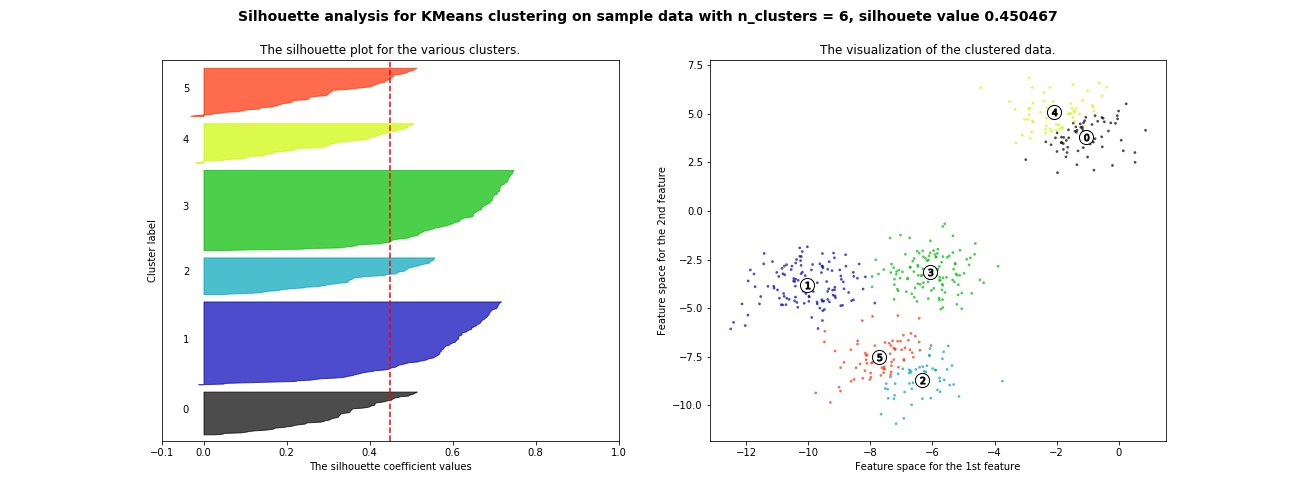 Silhouette analysis for KMeans clustering on sample data with n_clusters = 6, silhouete value 0.450467
The silhouette plot for the various clusters.
Cluster label
5
4
3
2
1
0
−0.1 0.0 0.2 0.4 0.6 0.8 1.0
The silhouette coefficient values
The visualization of the clustered data.
Feature space for the 2nd feature
7.5
5.0
2.5
0.0
−2.5
−5.0
−7.5
−10.0
4
0
3
1
5
2
−12 −10 −8 −6 −4 −2 0
Feature space for the 1st feature